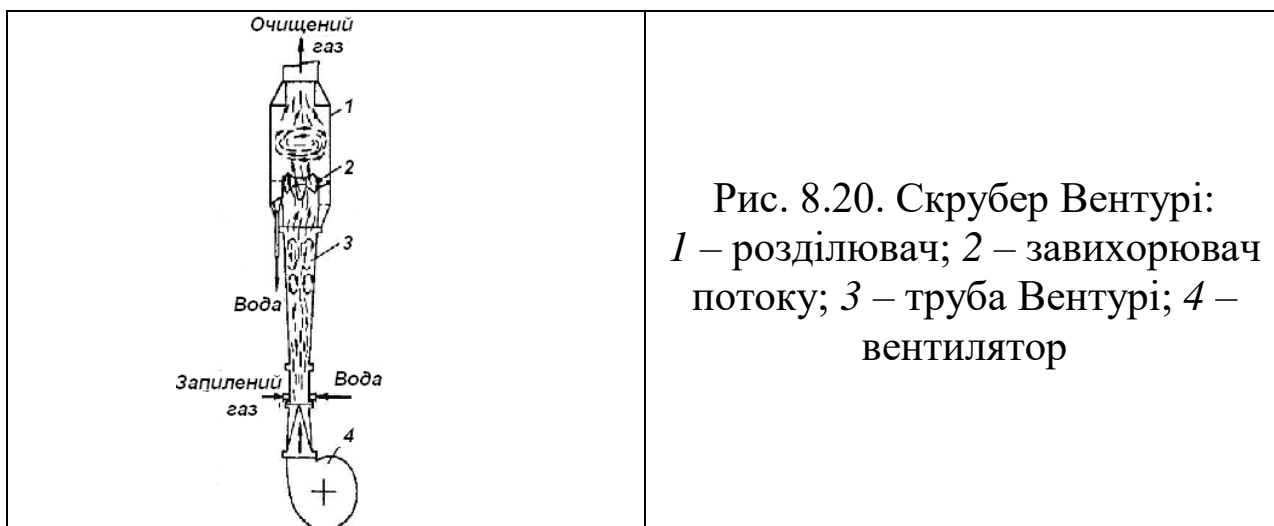 Очищений
газ
1
2
3
Вода
Запилений
газ
Вода
4
Рис. 8.20. Скрубер Вентурі:
1 – розділювач; 2 – завихорювач
потоку; 3 – труба Вентурі; 4 –
вентилятор